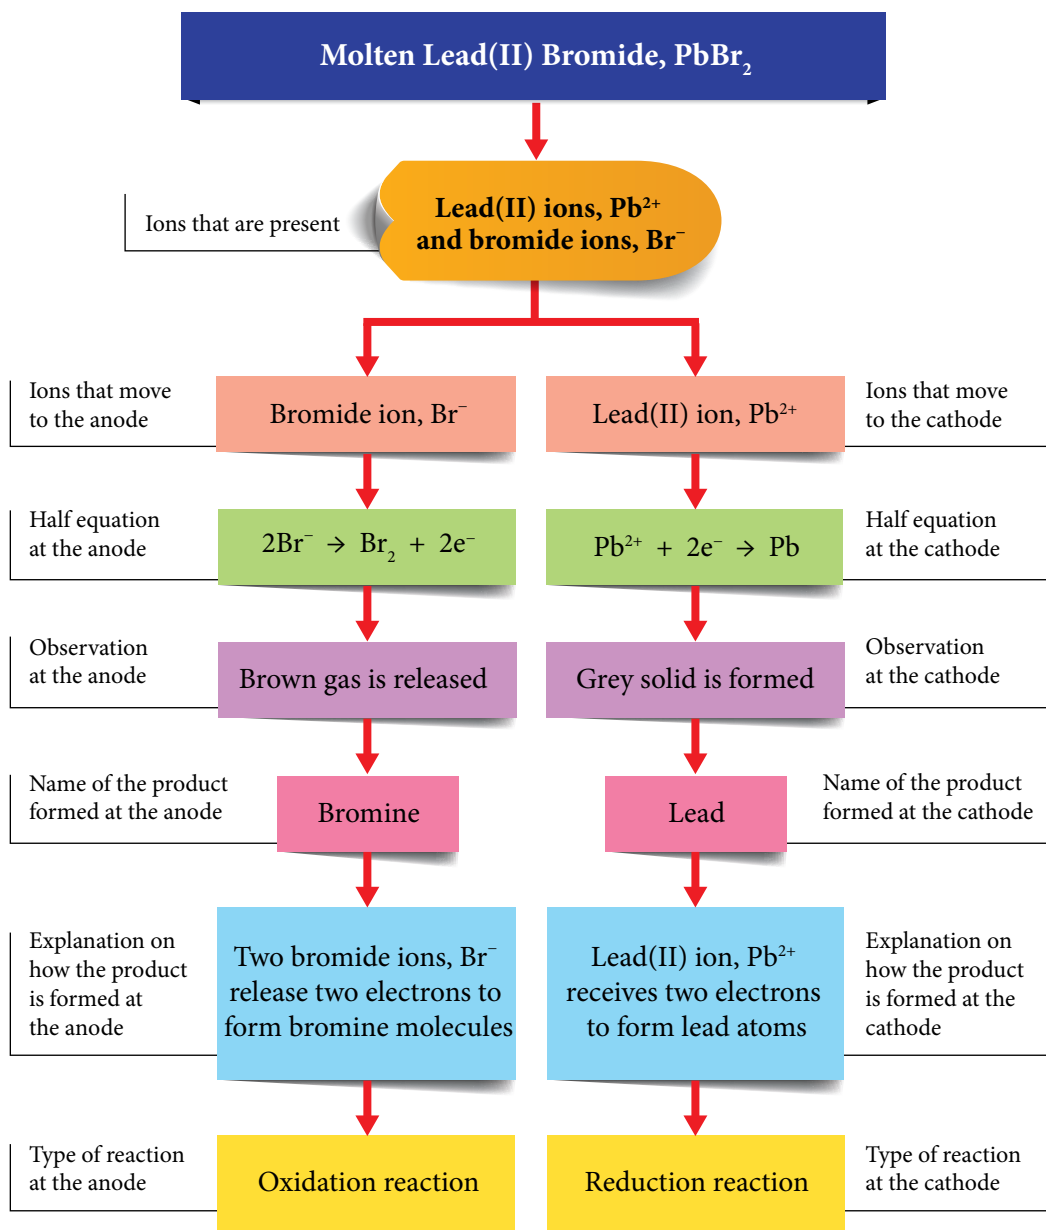 Molten Lead(II) Bromide, PbBr₂
Ions that are present
Lead(II) ions, Pb²⁺
and bromide ions, Br⁻
Ions that move
to the anode
Bromide ion, Br⁻
Lead(II) ion, Pb²⁺
Ions that move
to the cathode
Half equation
at the anode
2Br⁻ → Br₂ + 2e⁻
Pb²⁺ + 2e⁻ → Pb
Half equation
at the cathode
Observation
at the anode
Brown gas is released
Grey solid is formed
Observation
at the cathode
Name of the product
formed at the anode
Bromine
Lead
Name of the product
formed at the cathode
Explanation on
how the product
is formed at
the anode
Two bromide ions, Br⁻
release two electrons to
form bromine molecules
Lead(II) ion, Pb²⁺
receives two electrons
to form lead atoms
Explanation on
how the product
is formed at the
cathode
Type of reaction
at the anode
Oxidation reaction
Reduction reaction
Type of reaction
at the cathode